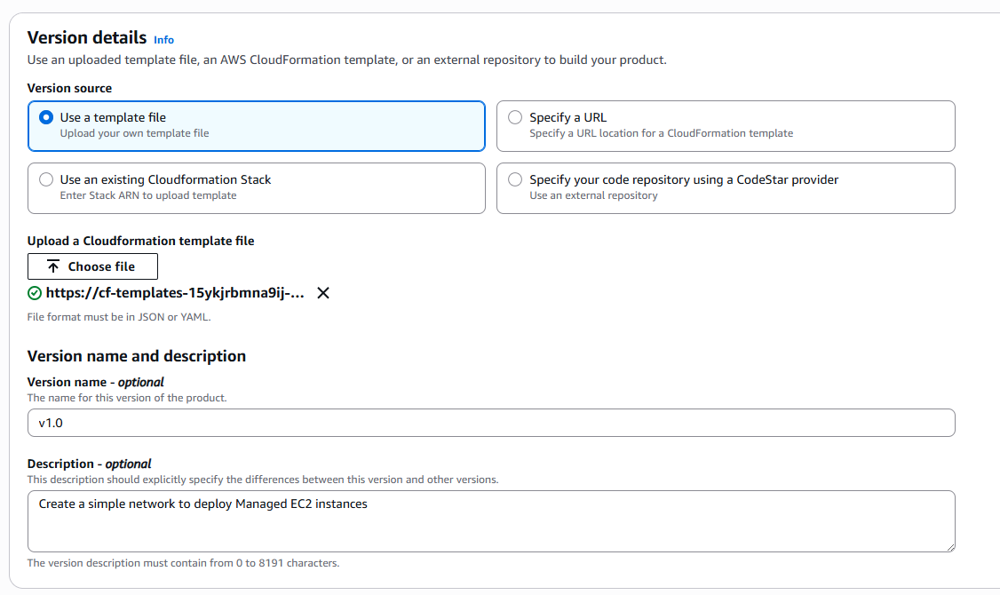 Version details Info
Use an uploaded template file, an AWS CloudFormation template, or an external repository to build your product.
Version source
Use a template file
Upload your own template file
Specify a URL
Specify a URL location for a CloudFormation template
Use an existing Cloudformation Stack
Enter Stack ARN to upload template
Specify your code repository using a CodeStar provider
Use an external repository
Upload a Cloudformation template file
Choose file
https://cf-templates-15ykjrbmna9ij-...
File format must be in JSON or YAML.
Version name and description
Version name - optional
The name for this version of the product.
v1.0
Description - optional
This description should explicitly specify the differences between this version and other versions.
Create a simple network to deploy Managed EC2 instances
The version description must contain from 0 to 8191 characters.